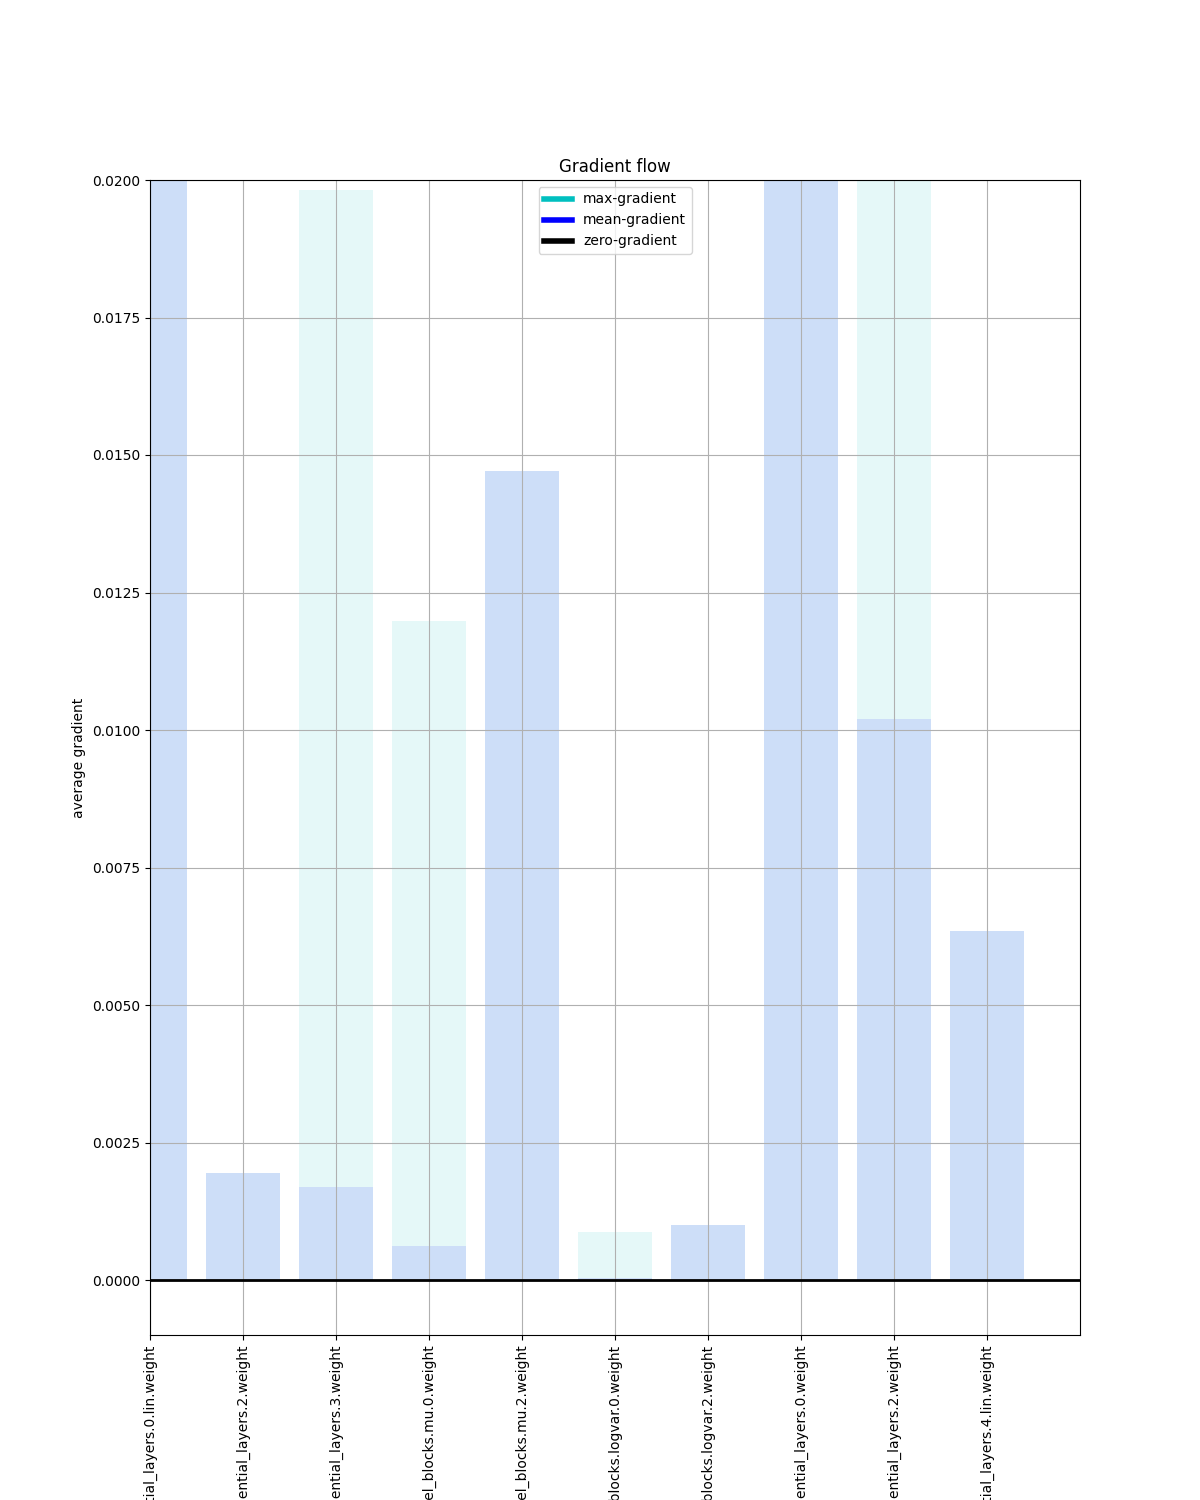 Gradient flow
max-gradient
mean-gradient
zero-gradient
0.0200
0.0175
0.0150
0.0125
0.0100
0.0075
0.0050
0.0025
0.0000
average gradient
tial_layers.0.lin.weight
ential_layers.2.weight
ential_layers.3.weight
el_blocks.mu.0.weight
el_blocks.mu.2.weight
blocks.logvar.0.weight
blocks.logvar.2.weight
ential_layers.0.weight
ential_layers.2.weight
tial_layers.4.lin.weight